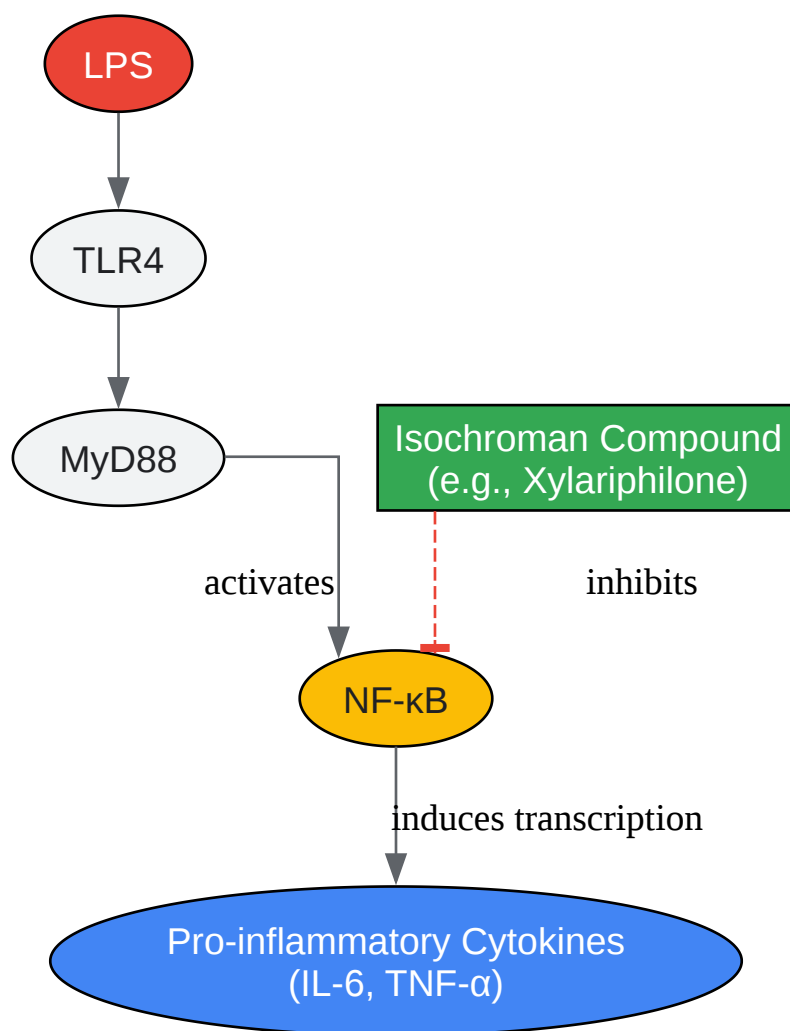 LPS
TLR4
MyD88
Isochroman Compound
(e.g., Xylariphilone)
activates
inhibits
NF-κB
induces transcription
Pro-inflammatory Cytokines
(IL-6, TNF-α)